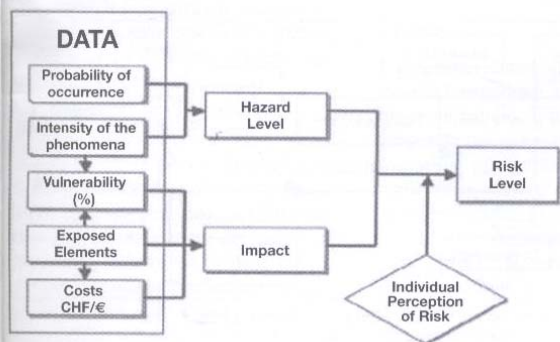 DATA
Probability of
occurrence
Intensity of the
phenomena
Vulnerability
(%)
Exposed
Elements
Costs
CHF/€
Hazard
Level
Impact
Risk
Level
Individual
Perception
of Risk